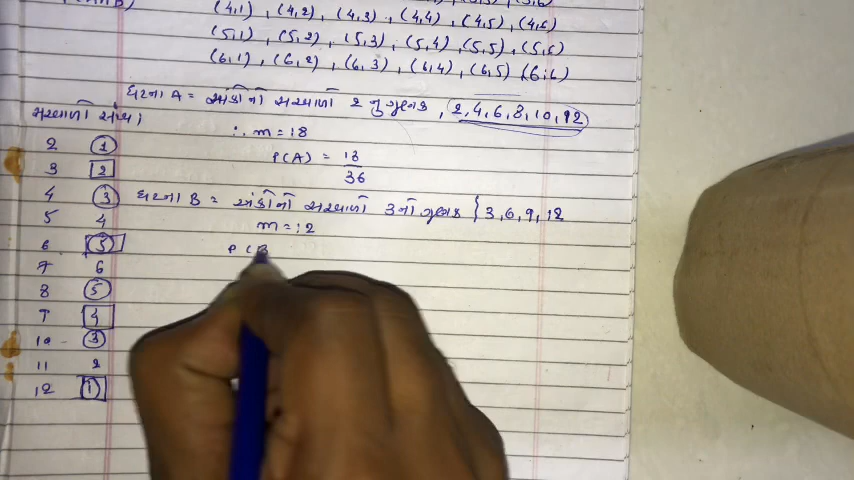 (4,1) , (4,2) , (4,3) , (4,4) , (4,5) , (4,6)
(5,1) , (5,2) , (5,3) , (5,4) , (5,5) , (5,6)
(6,1) , (6,2) , (6,3) , (6,4) , (6,5) (6,6)
ઘટના A = અંકોનો સરવાળો 2 નુ ગુણક , 2,4,6,8,10,12
સરવાળો સંખ્યા
∴ m = 18
2 1
P(A) = 18/36
3 2
4 3
ઘટના B = અંકોનો સરવાળો 3નો ગુણક { 3,6,9,12
5 4
m = 12
6 5
P(B
7 6
8 5
9 4
10 3
11 2
12 1